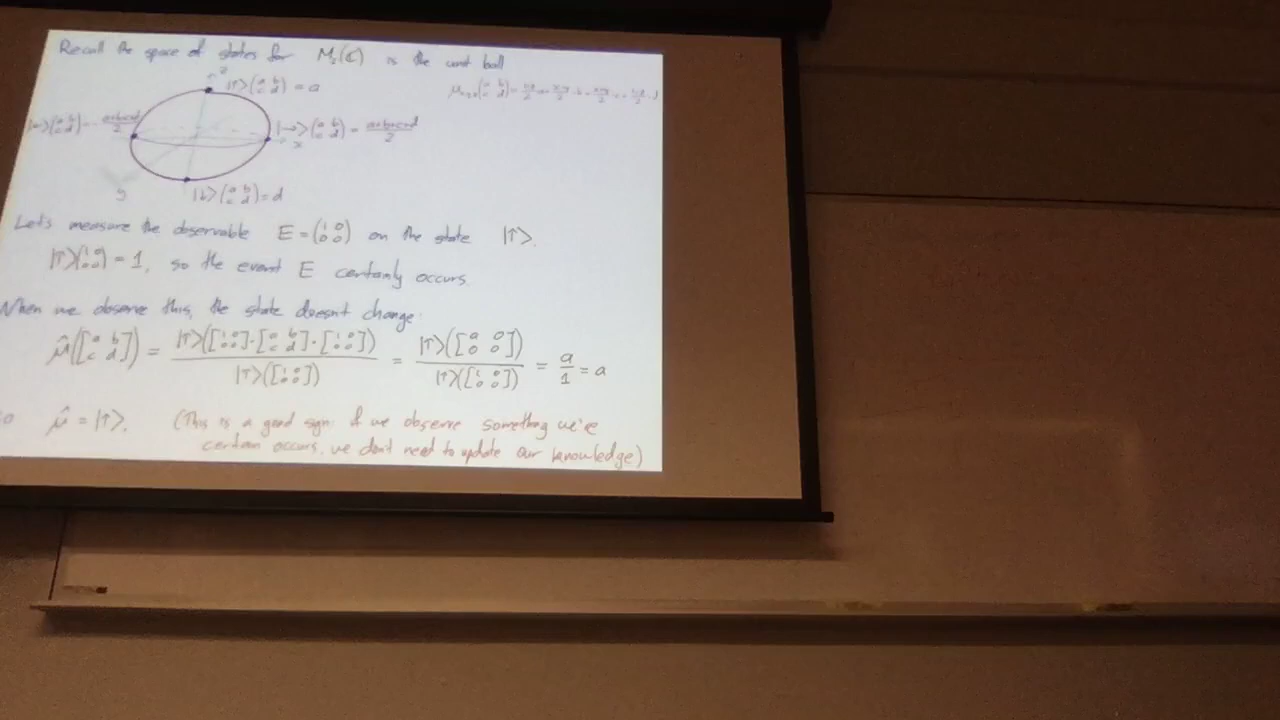 Recall the space of states for M₂(ℂ) is the unit ball
z
|↑>(a b c d) = a
|→>(a b c d) = a+b+c+d / 2
x
y
|↓>(a b c d) = d
Let's measure the observable E = (1 0 0 0) on the state |↑>.
|↑>(1 0 0 0) = 1, so the event E certainly occurs.
When we observe this, the state doesn't change:
μ̂([a b c d]) = |↑>([1 0 0 0]·[a b c d]·[1 0 0 0]) / |↑>([1 0 0 0]) = |↑>([a 0 0 0]) / |↑>([1 0 0 0]) = a/1 = a
μ̂ = |↑>. (This is a good sign: if we observe something we're
certain occurs, we don't need to update our knowledge)